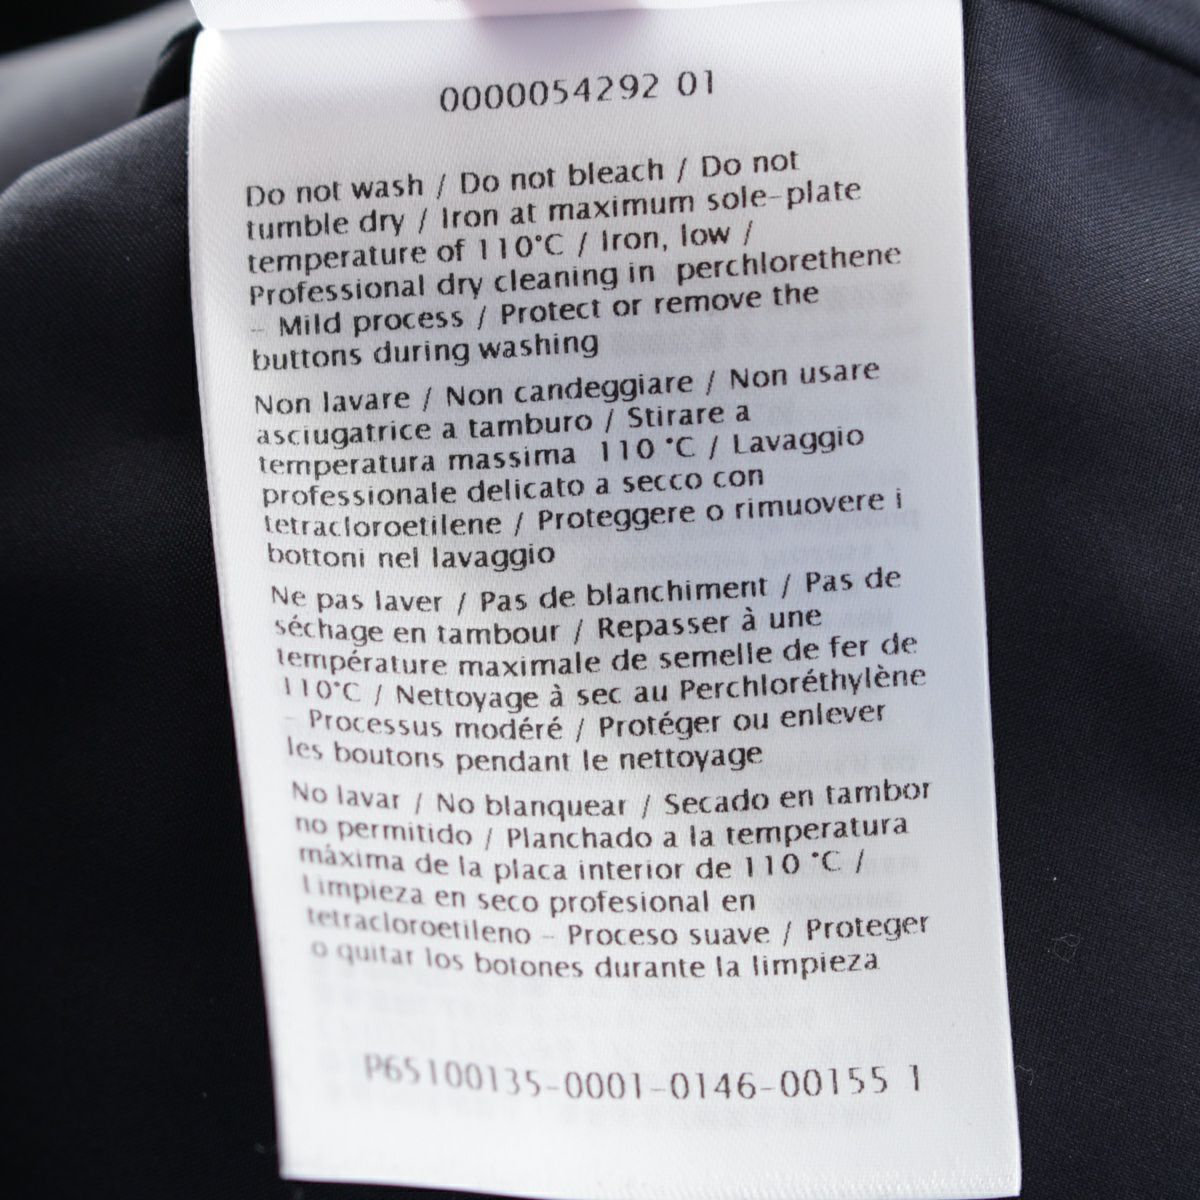 0000054292 01
Do not wash / Do not bleach / Do not
tumble dry / Iron at maximum sole-plate
temperature of 110°C / Iron, low /
Professional dry cleaning in perchlorethene
- Mild process / Protect or remove the
buttons during washing
Non lavare / Non candeggiare / Non usare
asciugatrice a tamburo / Stirare a
temperatura massima 110 °C / Lavaggio
professionale delicato a secco con
tetracloroetilene / Proteggere o rimuovere i
bottoni nel lavaggio
Ne pas laver / Pas de blanchiment / Pas de
séchage en tambour / Repasser à une
température maximale de semelle de fer de
110°C / Nettoyage à sec au Perchloréthylène
- Processus modéré / Protéger ou enlever
les boutons pendant le nettoyage
No lavar / No blanquear / Secado en tambor
no permitido / Planchado a la temperatura
máxima de la placa interior de 110 °C /
Limpieza en seco profesional en
tetracloroetileno - Proceso suave / Proteger
o quitar los botones durante la limpieza
P65100135-0001-0146-00155 1